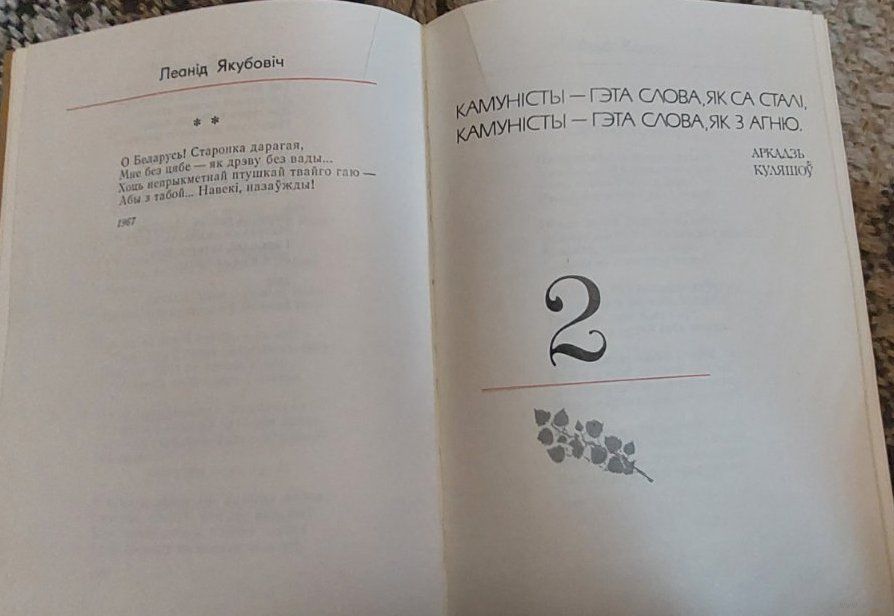 Леанід Якубовіч
* *
О Беларусь! Старонка дарагая,
Мне без цябе — як дрэву без вады...
Хоць непрыкметнай птушкай твайго гаю —
Абы з табой... Навекі, назаўжды!
1967
КАМУНІСТЫ — ГЭТА СЛОВА, ЯК СА СТАЛІ,
КАМУНІСТЫ — ГЭТА СЛОВА, ЯК З АГНЮ.
АРКАДЗЬ
КУЛЯШОЎ
2